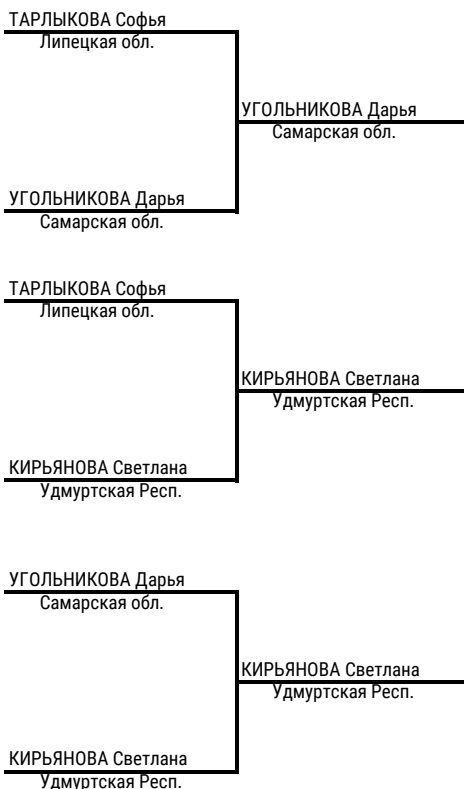 ТАРЛЫКОВА Софья
Липецкая обл.
УГОЛЬНИКОВА Дарья
Самарская обл.
УГОЛЬНИКОВА Дарья
Самарская обл.
ТАРЛЫКОВА Софья
Липецкая обл.
КИРЬЯНОВА Светлана
Удмуртская Респ.
КИРЬЯНОВА Светлана
Удмуртская Респ.
УГОЛЬНИКОВА Дарья
Самарская обл.
КИРЬЯНОВА Светлана
Удмуртская Респ.
КИРЬЯНОВА Светлана
Удмуртская Респ.